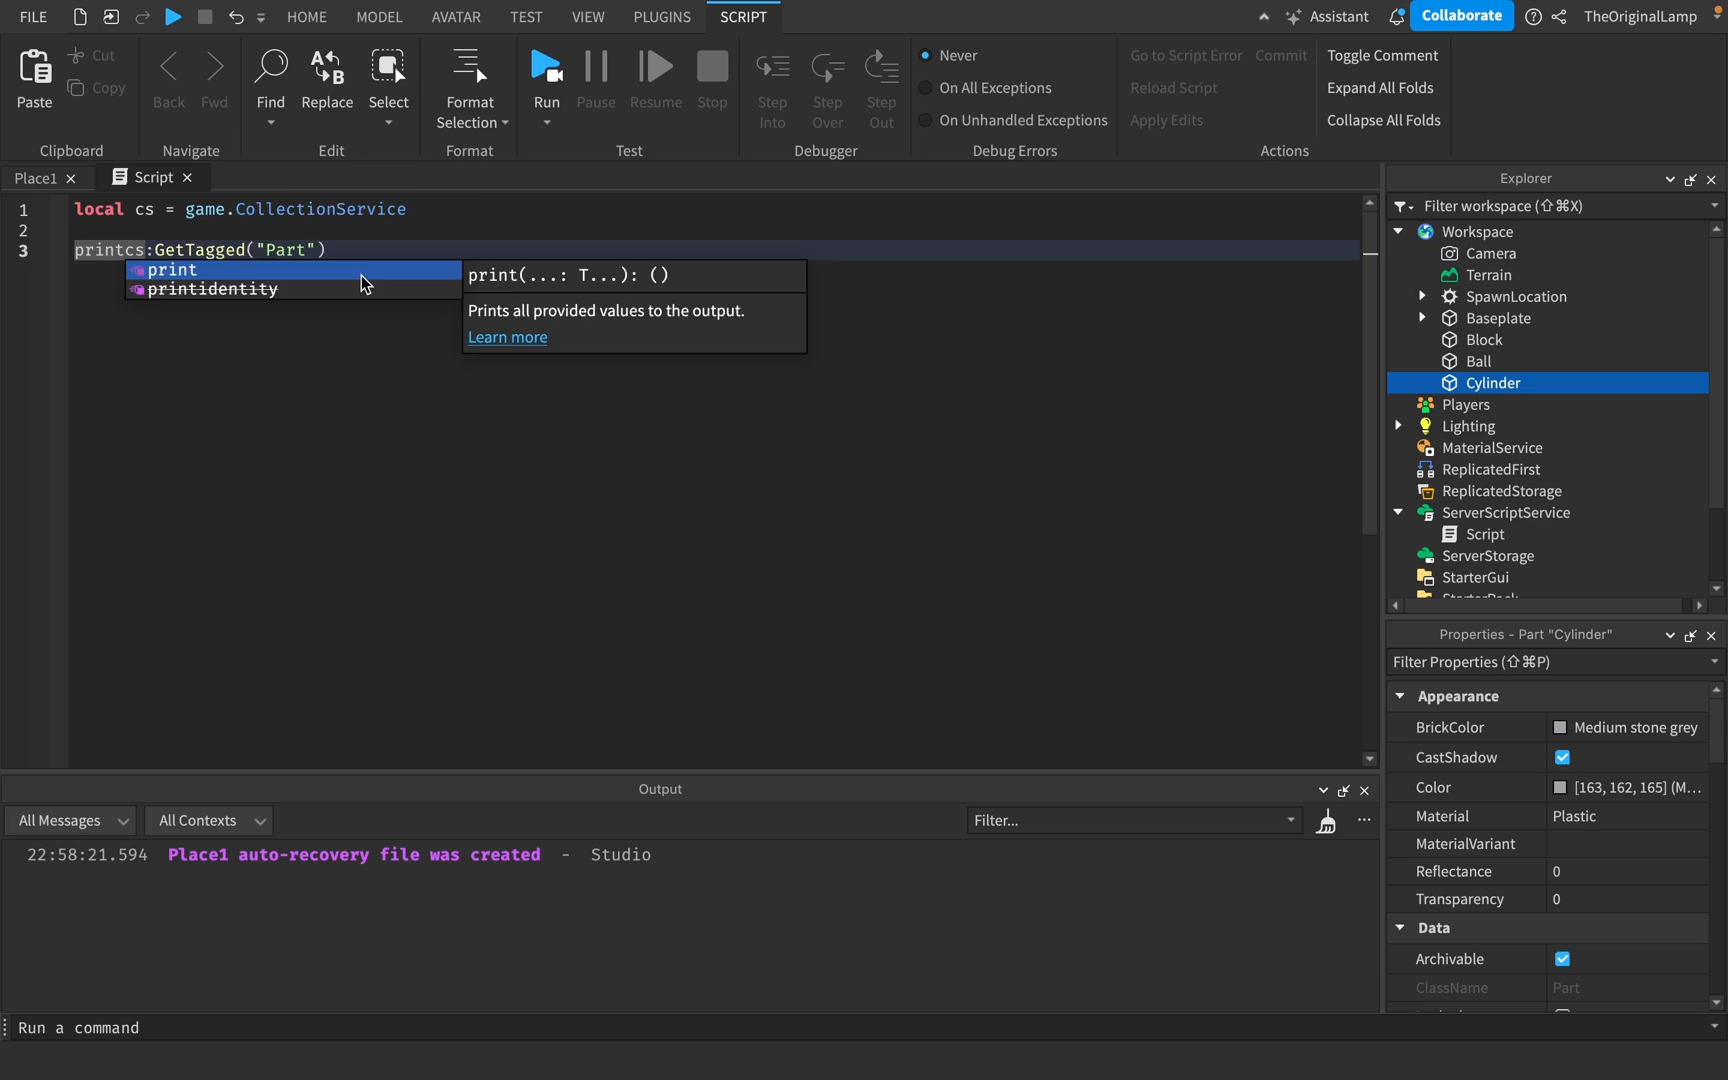 FILE HOME MODEL AVATAR TEST VIEW PLUGINS SCRIPT Assistant Collaborate TheOriginalLamp
Paste Cut Copy
Clipboard
Back Fwd
Navigate
Find Replace Select
Edit
Format Selection
Format
Run Pause Resume Stop
Test
Step Into Step Over Step Out
Debugger
Never
On All Exceptions
On Unhandled Exceptions
Debug Errors
Go to Script Error Commit
Reload Script
Apply Edits
Toggle Comment
Expand All Folds
Collapse All Folds
Actions
Place1 Script
1 local cs = game.CollectionService
2
3 printcs:GetTagged("Part")
print
printidentity
print(...: T...): ()
Prints all provided values to the output.
Learn more
Explorer
Filter workspace (⇧⌘X)
Workspace
Camera
Terrain
SpawnLocation
Baseplate
Block
Ball
Cylinder
Players
Lighting
MaterialService
ReplicatedFirst
ReplicatedStorage
ServerScriptService
Script
ServerStorage
StarterGui
StarterPack
Properties - Part "Cylinder"
Filter Properties (⇧⌘P)
Appearance
BrickColor Medium stone grey
CastShadow
Color [163, 162, 165] (M...
Material Plastic
MaterialVariant
Reflectance 0
Transparency 0
Data
Archivable
ClassName Part
Output
All Messages All Contexts Filter... ...
22:58:21.594 Place1 auto-recovery file was created - Studio
Run a command